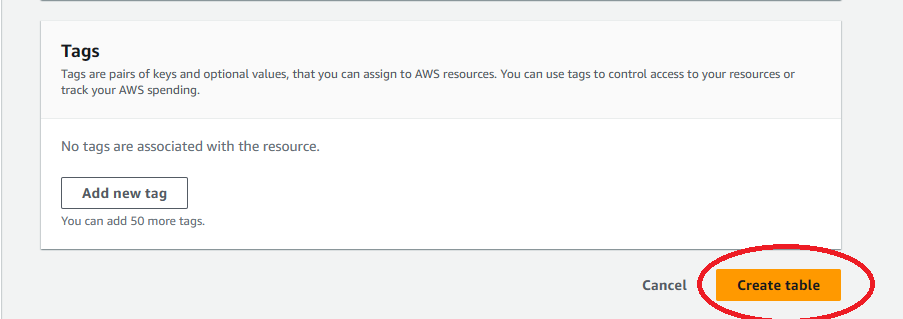 Tags
Tags are pairs of keys and optional values, that you can assign to AWS resources. You can use tags to control access to your resources or
track your AWS spending.
No tags are associated with the resource.
Add new tag
You can add 50 more tags.
Cancel
Create table